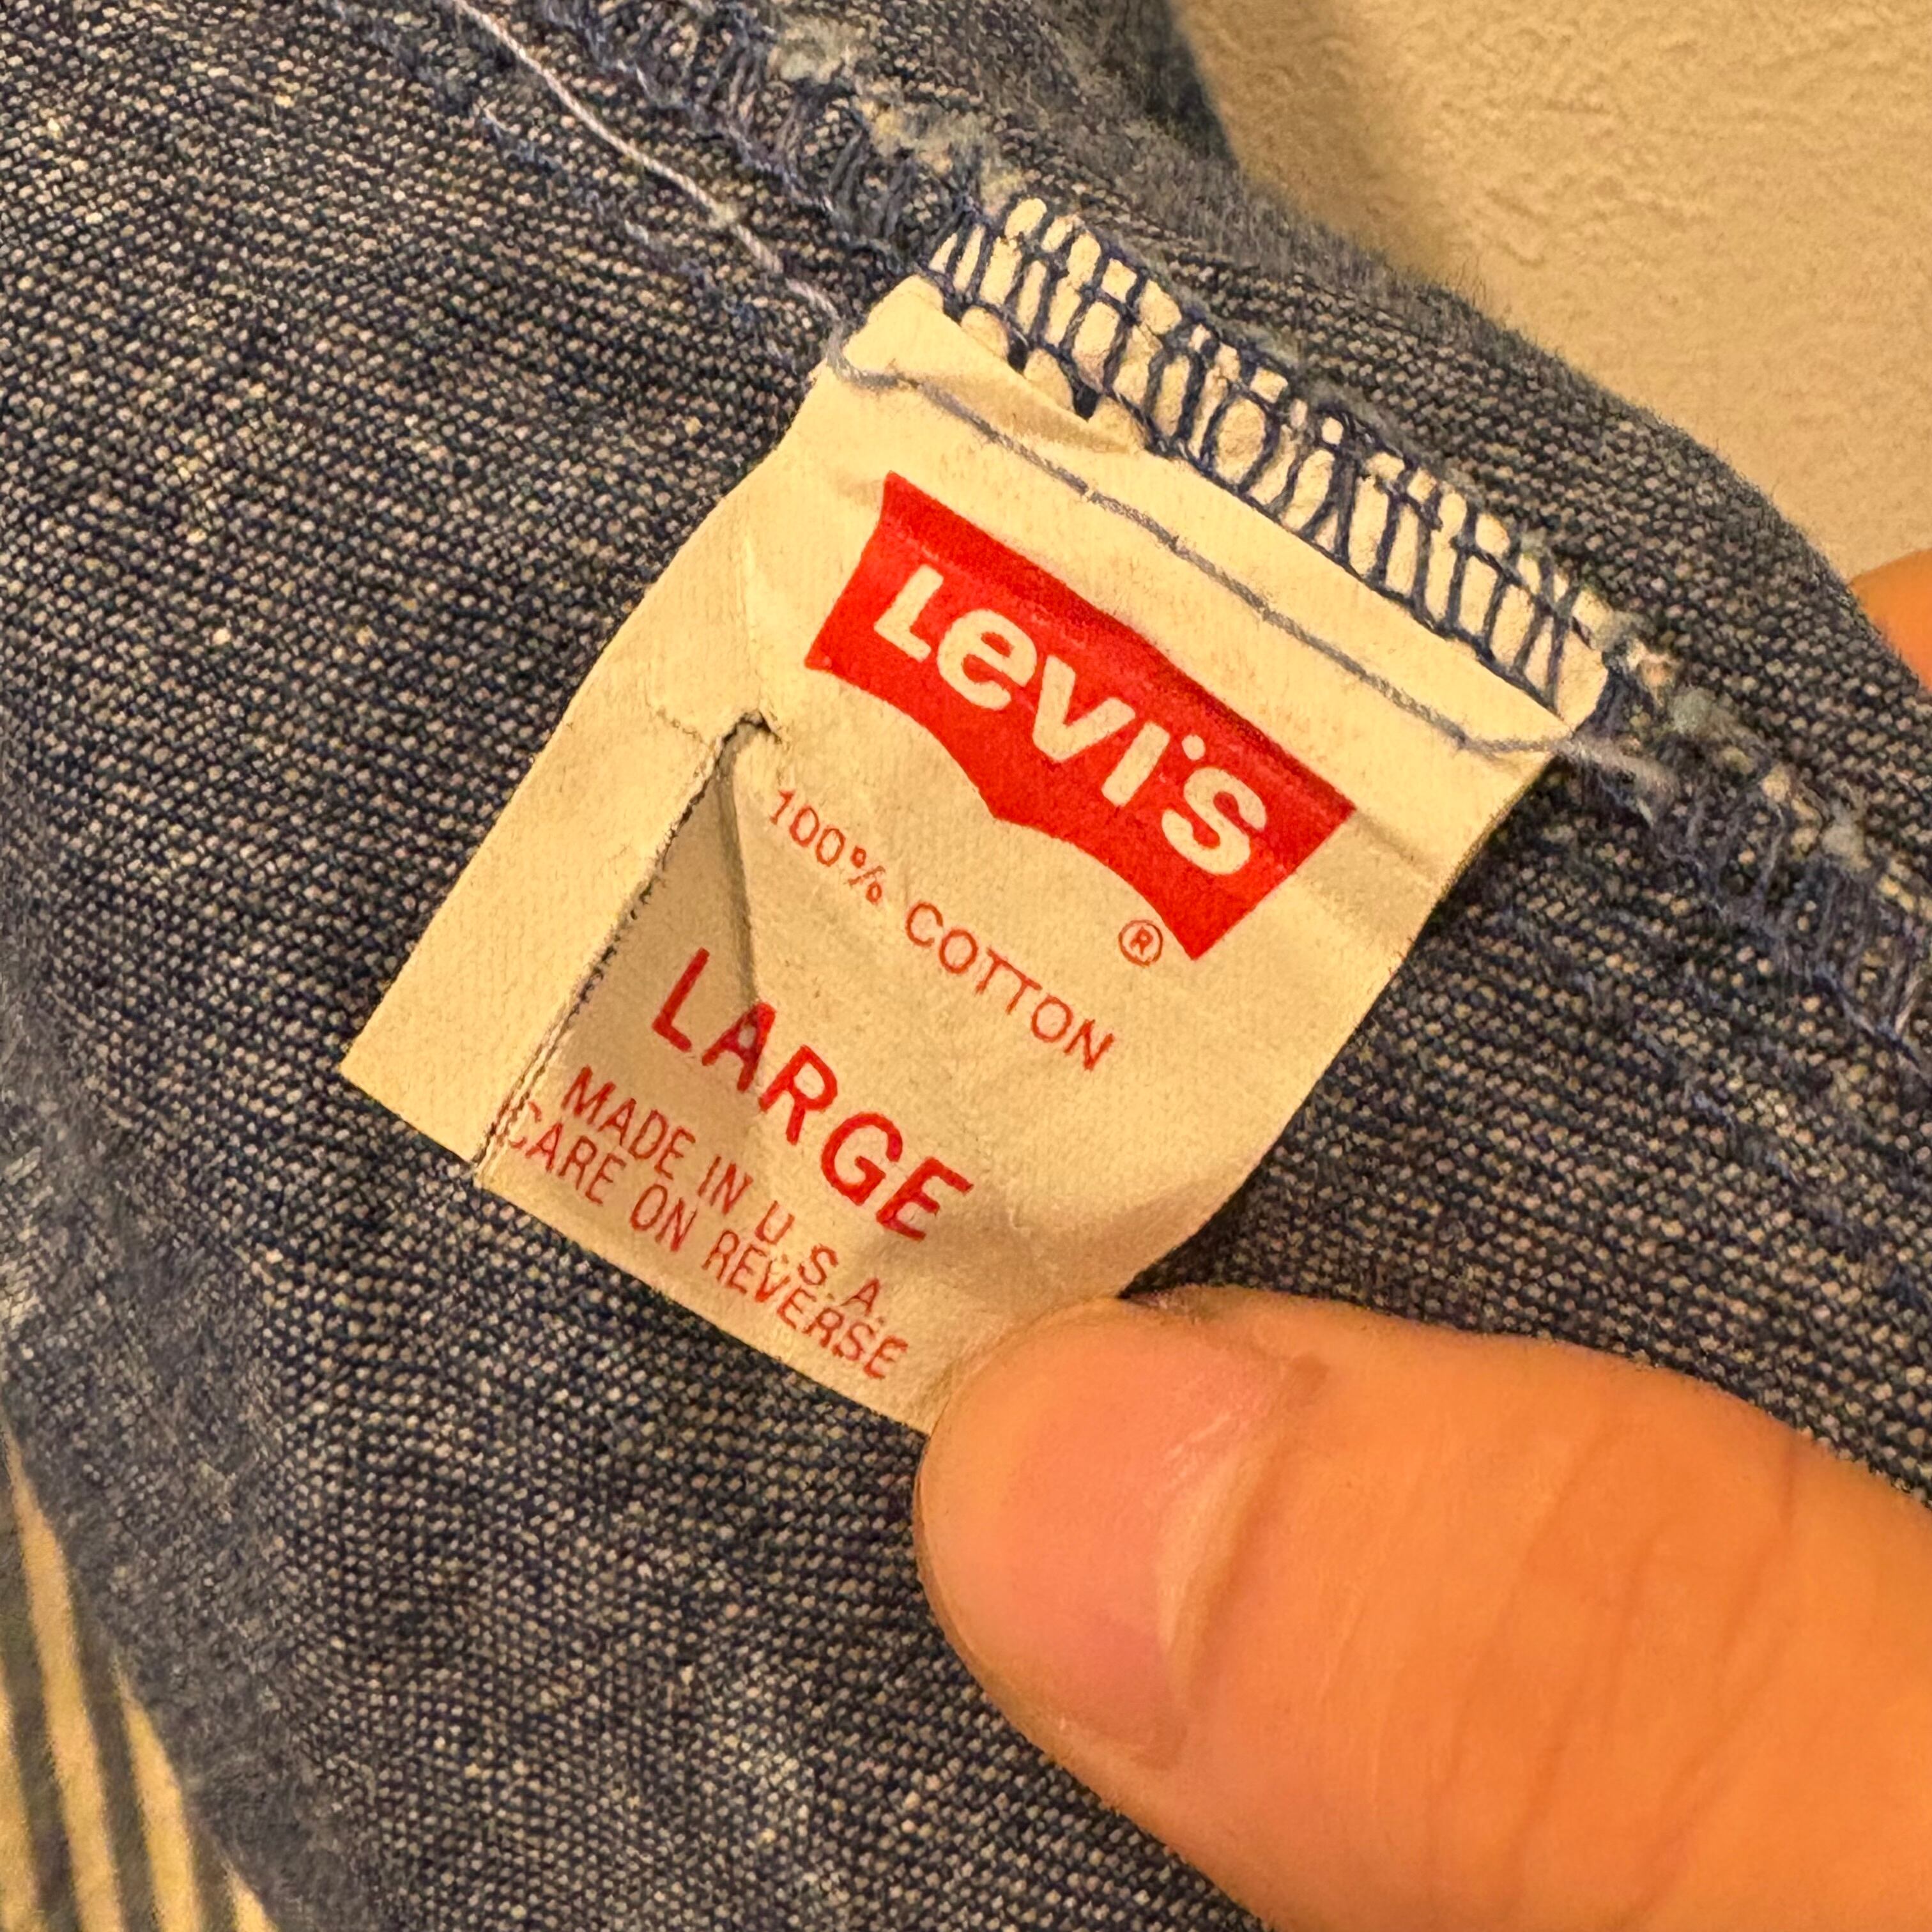 Levi's
®
100% COTTON
LARGE
MADE IN U.S.A.
CARE ON REVERSE